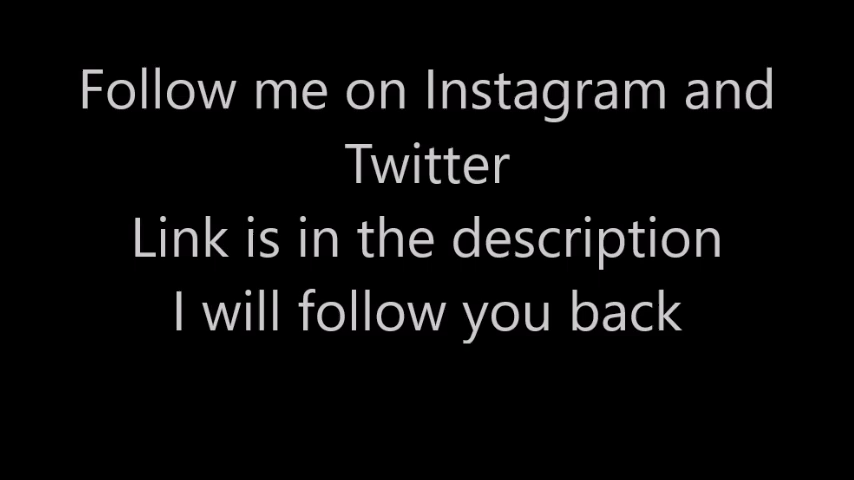 Follow me on Instagram and
Twitter
Link is in the description
I will follow you back